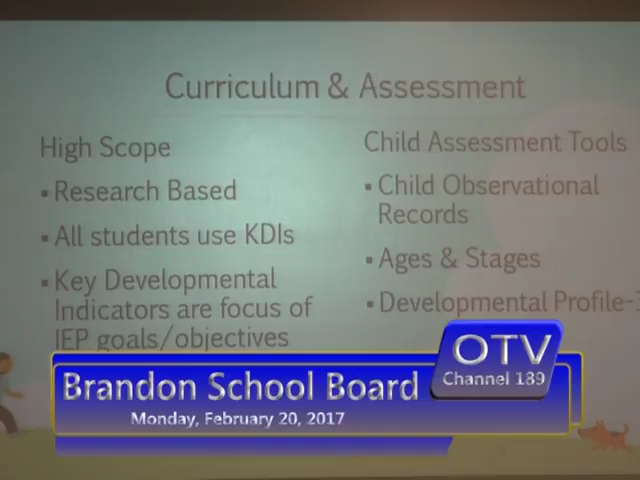 Curriculum & Assessment
High Scope
▪ Research Based
▪ All students use KDIs
▪ Key Developmental
Indicators are focus of
IEP goals/objectives
Child Assessment Tools
▪ Child Observational
Records
▪ Ages & Stages
▪ Developmental Profile-3
OTV
Channel 189
Brandon School Board
Monday, February 20, 2017